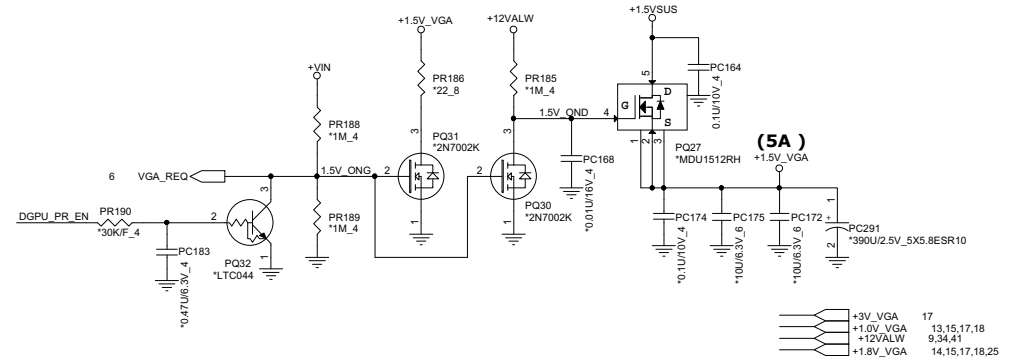 +1.5VSUS
+1.5V_VGA
+12VALW
+VIN
PR186
*22_8
PR185
*1M_4
5
PC164
0.1U/10V_4
D
G
S
4
1.5V_OND
PR188
*1M_4
3
PQ31
*2N7002K
3
1
2
3
PQ27
*MDU1512RH
(5A )
+1.5V_VGA
PC168
*0.01U/16V_4
6
VGA_REQ
3
1.5V_ONG
2
2
1
1
PQ30
*2N7002K
DGPU_PR_EN
PR190
*30K/F_4
2
PR189
*1M_4
PC183
*0.47U/6.3V_4
PQ32
*LTC044
1
PC174
*0.1U/10V_4
PC175
*10U/6.3V_6
PC172
*10U/6.3V_6
1
+
2
PC291
*390U/2.5V_5X5.8ESR10
+3V_VGA 17
+1.0V_VGA 13,15,17,18
+12VALW 9,34,41
+1.8V_VGA 14,15,17,18,25